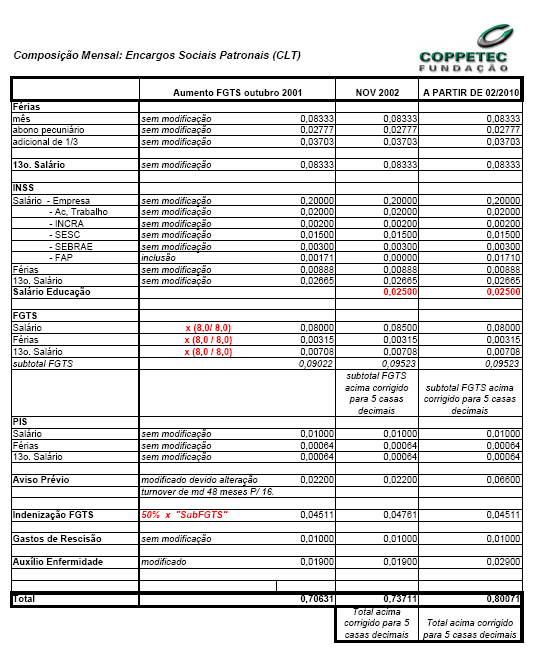 Composição Mensal: Encargos Sociais Patronais (CLT)
COPPETEC
FUNDAÇÃO
Aumento FGTS outubro 2001 NOV 2002 A PARTIR DE 02/2010
Férias
mês sem modificação 0,08333 0,08333 0,08333
abono pecuniário sem modificação 0,02777 0,02777 0,02777
adicional de 1/3 sem modificação 0,03703 0,03703 0,03703
13o. Salário sem modificação 0,08333 0,08333 0,08333
INSS
Salário - Empresa sem modificação 0,20000 0,20000 0,20000
- Ac, Trabalho sem modificação 0,02000 0,02000 0,02000
- INCRA sem modificação 0,00200 0,00200 0,00200
- SESC sem modificação 0,01500 0,01500 0,01500
- SEBRAE sem modificação 0,00300 0,00300 0,00300
- FAP inclusão 0,00171 0,00000 0,01710
Férias sem modificação 0,00888 0,00888 0,00888
13o. Salário sem modificação 0,02665 0,02665 0,02665
Salário Educação 0,02500 0,02500
FGTS
Salário x (8,0/ 8,0) 0,08000 0,08500 0,08000
Férias x (8,0 / 8,0) 0,00315 0,00315 0,00315
13o. Salário x (8,0 / 8,0) 0,00708 0,00708 0,00708
subtotal FGTS 0,09022 0,09523 0,09523
subtotal FGTS
acima corrigido
para 5 casas
decimais
subtotal FGTS acima
corrigido para 5 casas
decimais
PIS
Salário sem modificação 0,01000 0,01000 0,01000
Férias sem modificação 0,00064 0,00064 0,00064
13o. Salário sem modificação 0,00064 0,00064 0,00064
Aviso Prévio modificado devido alteração 0,02200 0,02200 0,06600
turnover de md 48 meses P/ 16.
Indenização FGTS 50% x "SubFGTS" 0,04511 0,04761 0,04511
Gastos de Rescisão sem modificação 0,01000 0,01000 0,01000
Auxílio Enfermidade modificado 0,01900 0,01900 0,02900
Total 0,70631 0,73711 0,80071
Total acima
corrigido para 5
casas decimais
Total acima corrigido
para 5 casas decimais